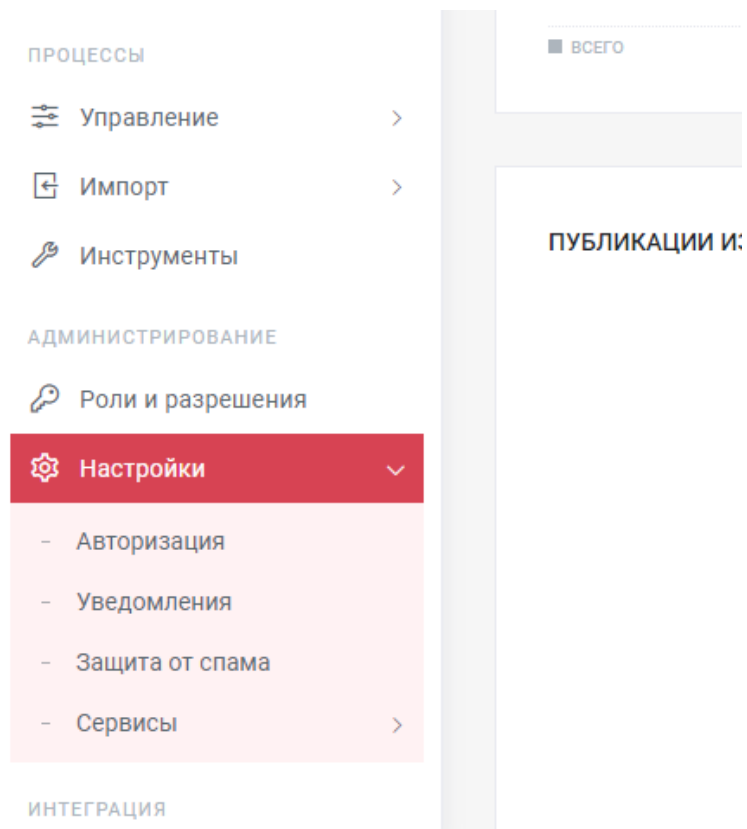 ПРОЦЕССЫ
Управление
Импорт
Инструменты
АДМИНИСТРИРОВАНИЕ
Роли и разрешения
Настройки
- Авторизация
- Уведомления
- Защита от спама
- Сервисы
ИНТЕГРАЦИЯ
ВСЕГО
ПУБЛИКАЦИИ